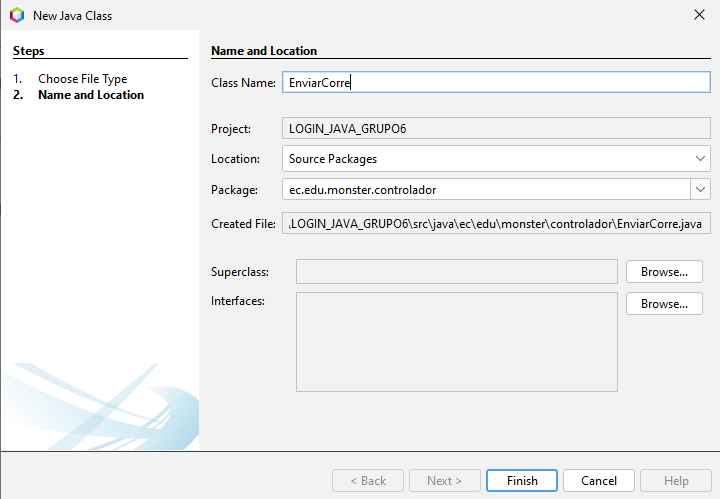 New Java Class
Steps
1. Choose File Type
2. Name and Location
Name and Location
Class Name: EnviarCorre
Project: LOGIN_JAVA_GRUPO6
Location: Source Packages
Package: ec.edu.monster.controlador
Created File: \LOGIN_JAVA_GRUPO6\src\java\ec\edu\monster\controlador\EnviarCorre.java
Superclass: Browse...
Interfaces: Browse...
< Back Next > Finish Cancel Help